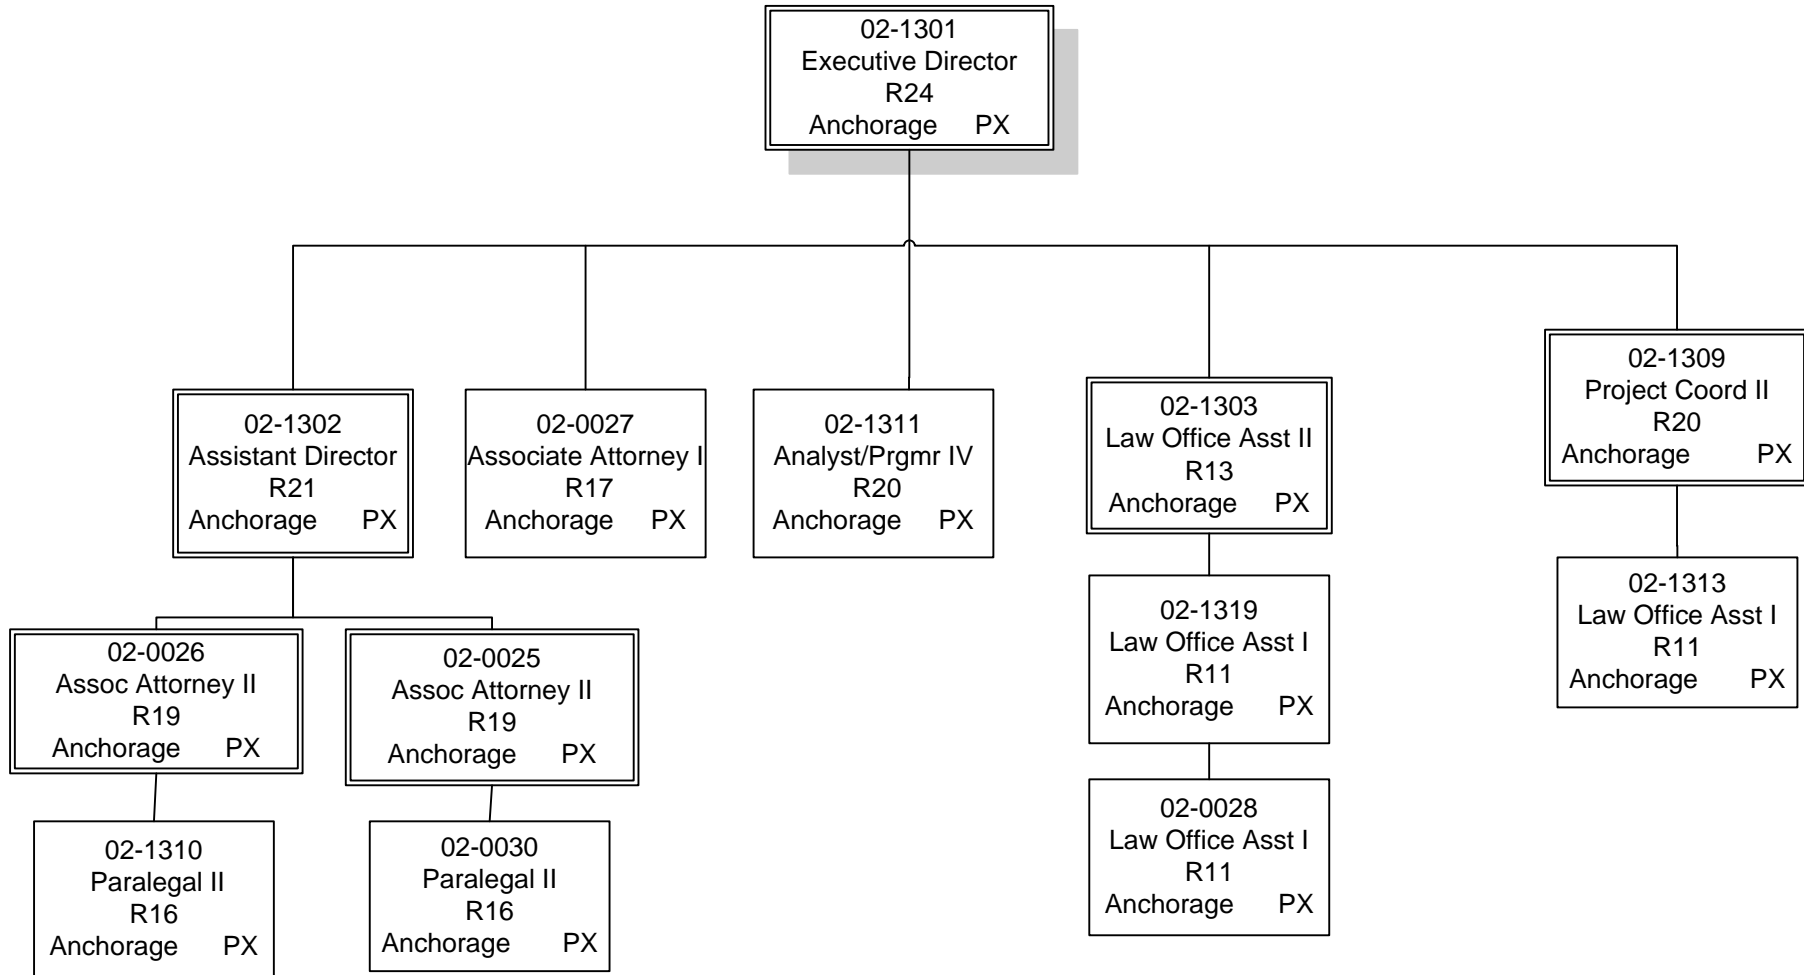 02-1301
Executive Director
R24
Anchorage PX
02-1302
Assistant Director
R21
Anchorage PX
02-0027
Associate Attorney I
R17
Anchorage PX
02-1311
Analyst/Prgmr IV
R20
Anchorage PX
02-1303
Law Office Asst II
R13
Anchorage PX
02-1309
Project Coord II
R20
Anchorage PX
02-0026
Assoc Attorney II
R19
Anchorage PX
02-0025
Assoc Attorney II
R19
Anchorage PX
02-1319
Law Office Asst I
R11
Anchorage PX
02-1313
Law Office Asst I
R11
Anchorage PX
02-1310
Paralegal II
R16
Anchorage PX
02-0030
Paralegal II
R16
Anchorage PX
02-0028
Law Office Asst I
R11
Anchorage PX